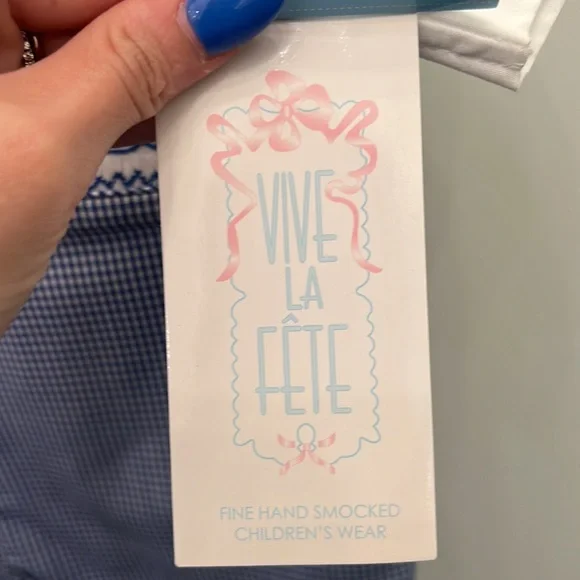 VIVE
LA
FÊTE
FINE HAND SMOCKED
CHILDREN'S WEAR